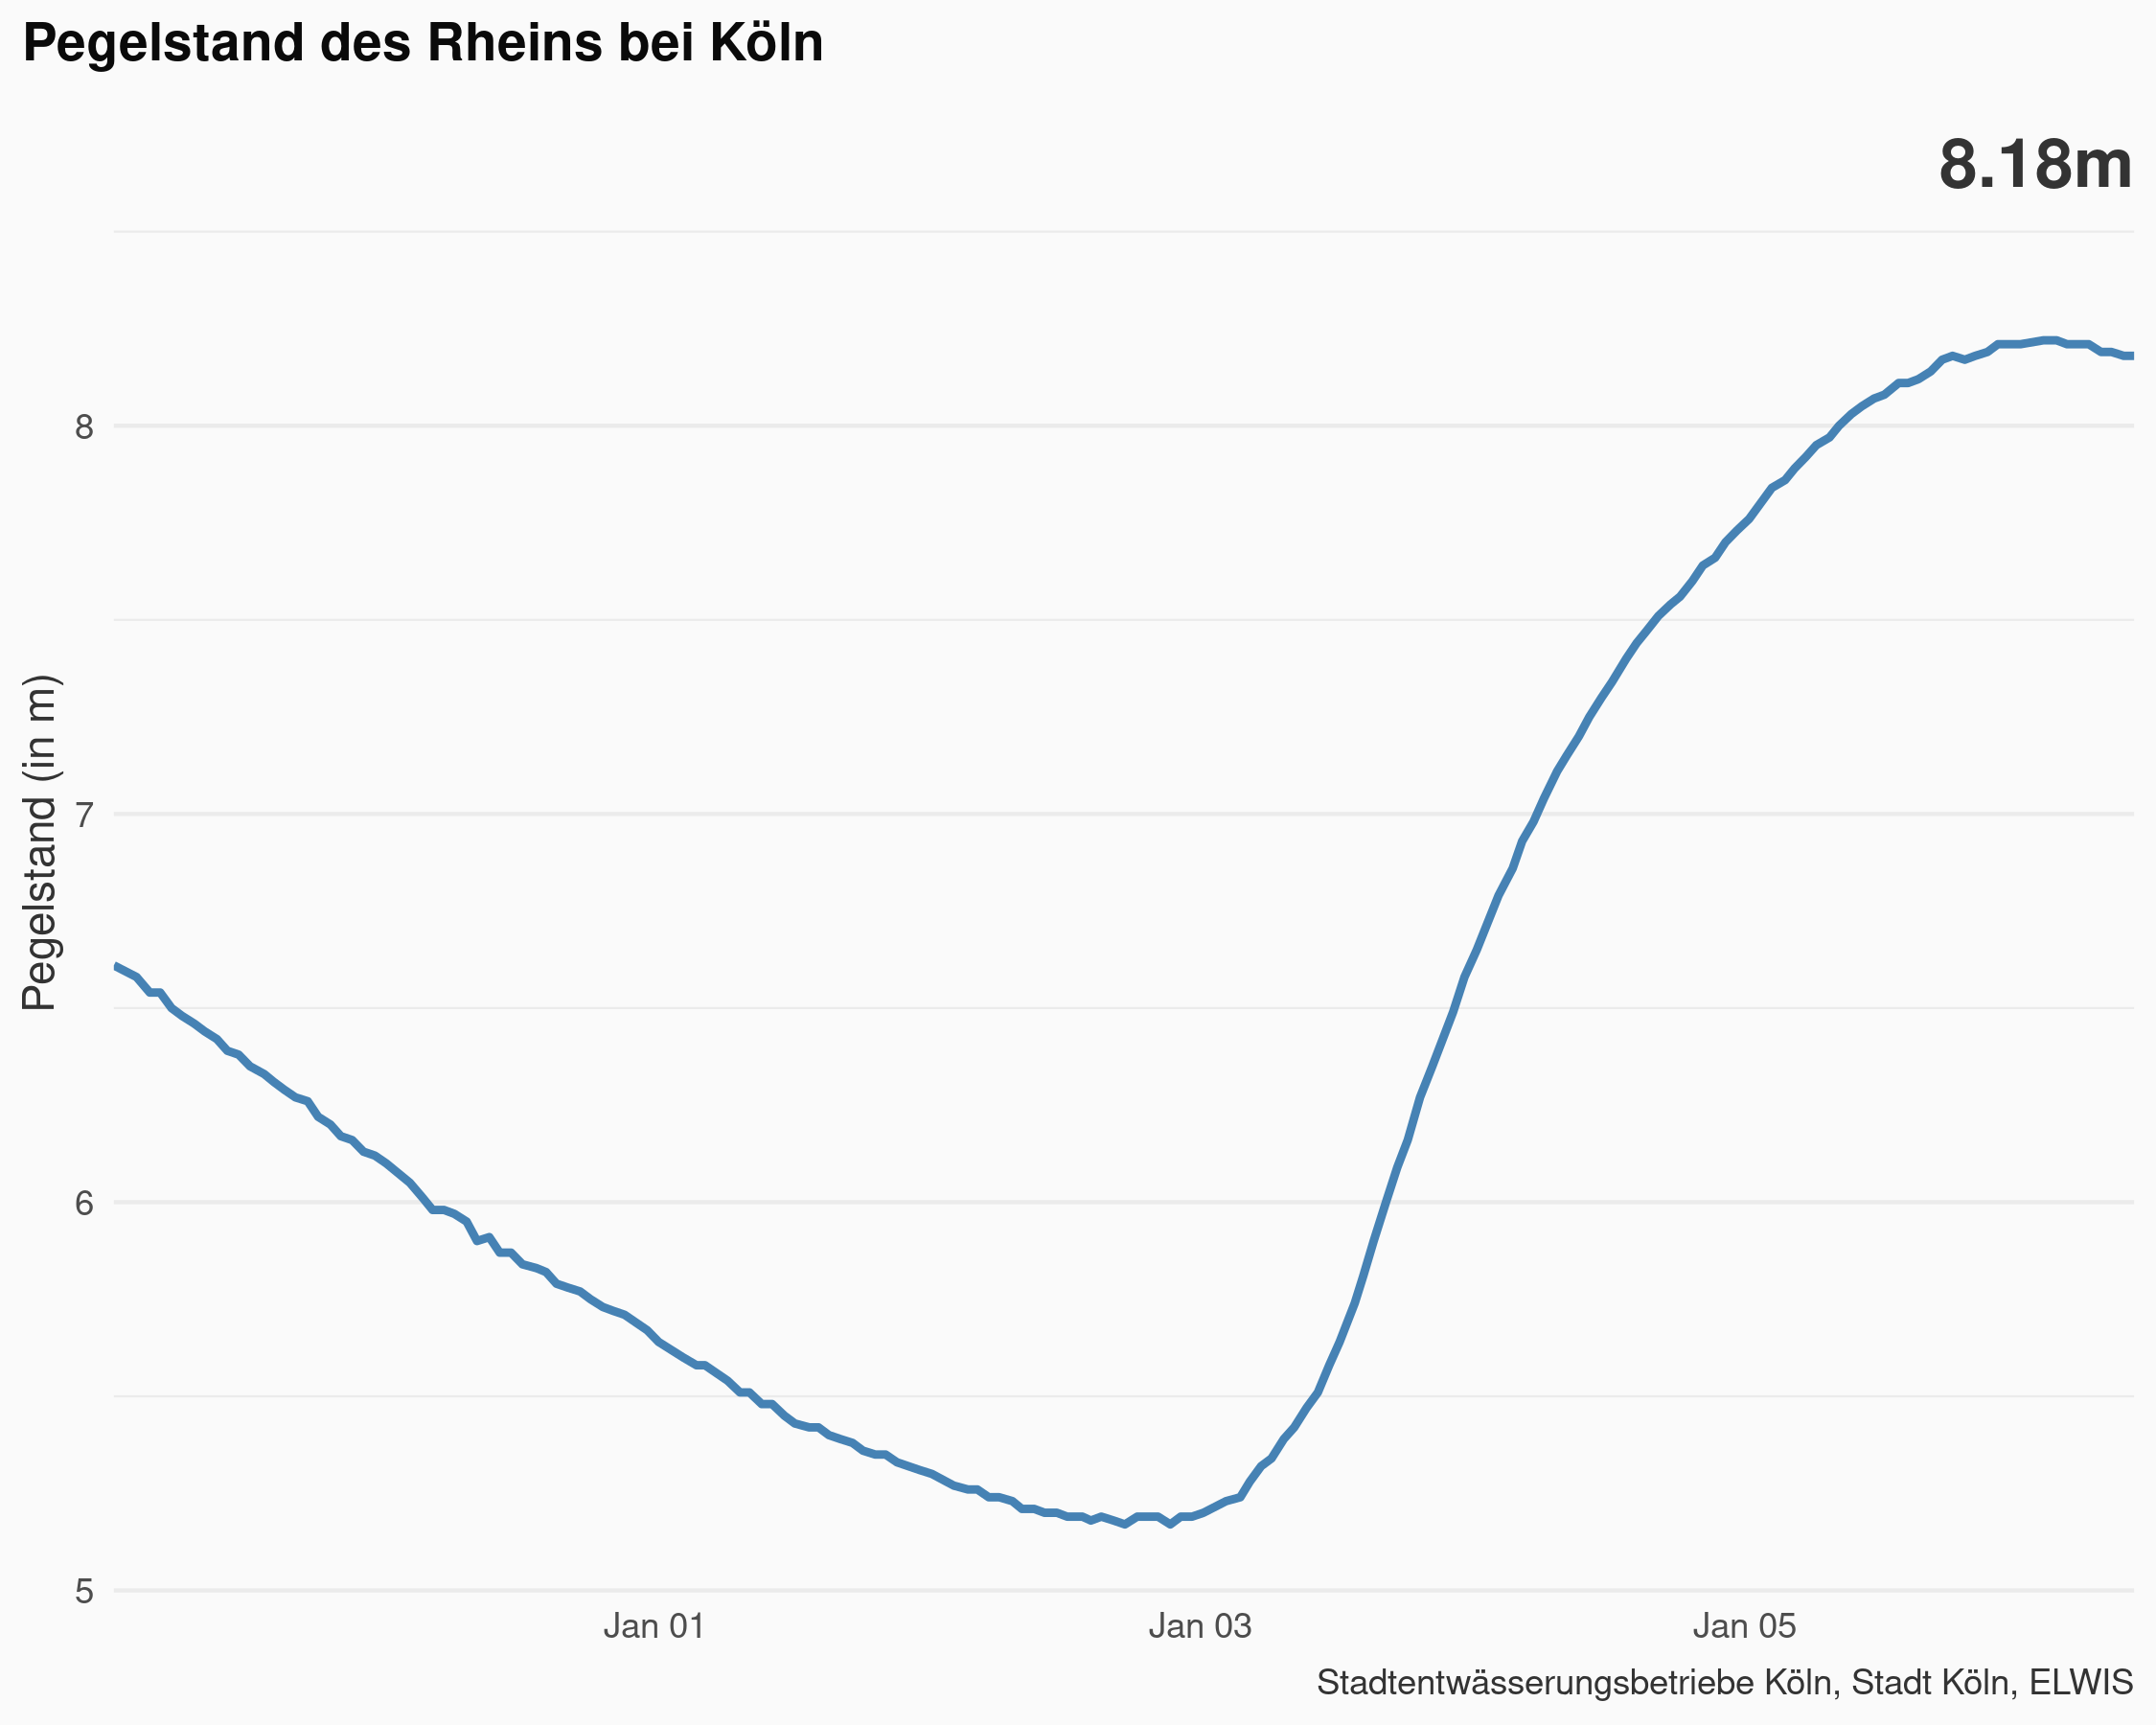 Pegelstand des Rheins bei Köln
8.18m
Pegelstand (in m)
8
7
6
5
Jan 01
Jan 03
Jan 05
Stadtentwässerungsbetriebe Köln, Stadt Köln, ELWIS